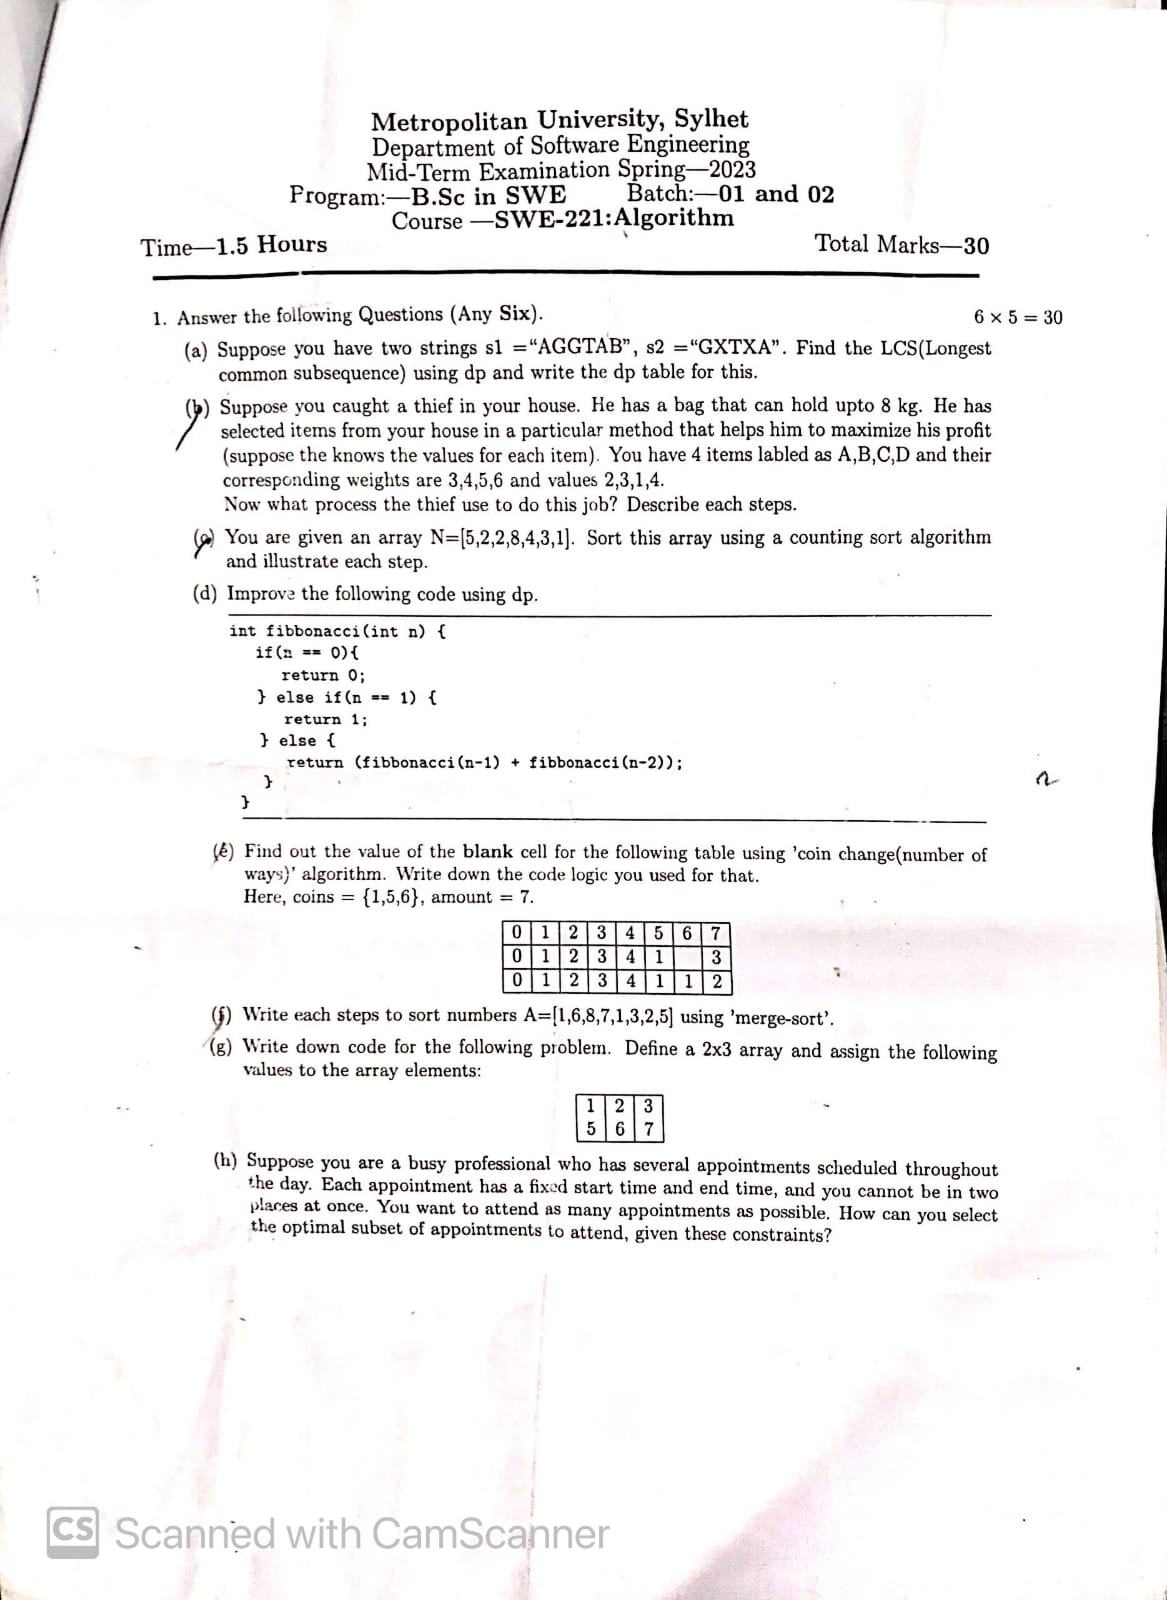 Metropolitan University, Sylhet
Department of Software Engineering
Mid-Term Examination Spring—2023
Program:—B.Sc in SWE Batch:—01 and 02
Course —SWE-221:Algorithm
Time—1.5 Hours Total Marks—30
1. Answer the following Questions (Any Six). 6 × 5 = 30
(a) Suppose you have two strings s1 ="AGGTAB", s2 ="GXTXA". Find the LCS(Longest
common subsequence) using dp and write the dp table for this.
(b) Suppose you caught a thief in your house. He has a bag that can hold upto 8 kg. He has
selected items from your house in a particular method that helps him to maximize his profit
(suppose the knows the values for each item). You have 4 items labled as A,B,C,D and their
corresponding weights are 3,4,5,6 and values 2,3,1,4.
Now what process the thief use to do this job? Describe each steps.
(c) You are given an array N=[5,2,2,8,4,3,1]. Sort this array using a counting sort algorithm
and illustrate each step.
(d) Improve the following code using dp.
int fibbonacci(int n) {
if(n == 0){
return 0;
} else if(n == 1) {
return 1;
} else {
return (fibbonacci(n-1) + fibbonacci(n-2));
}
}
(e) Find out the value of the blank cell for the following table using 'coin change(number of
ways)' algorithm. Write down the code logic you used for that.
Here, coins = {1,5,6}, amount = 7.
0 1 2 3 4 5 6 7
0 1 2 3 4 1 3
0 1 2 3 4 1 1 2
(f) Write each steps to sort numbers A=[1,6,8,7,1,3,2,5] using 'merge-sort'.
(g) Write down code for the following problem. Define a 2x3 array and assign the following
values to the array elements:
1 2 3
5 6 7
(h) Suppose you are a busy professional who has several appointments scheduled throughout
the day. Each appointment has a fixed start time and end time, and you cannot be in two
places at once. You want to attend as many appointments as possible. How can you select
the optimal subset of appointments to attend, given these constraints?
CS Scanned with CamScanner